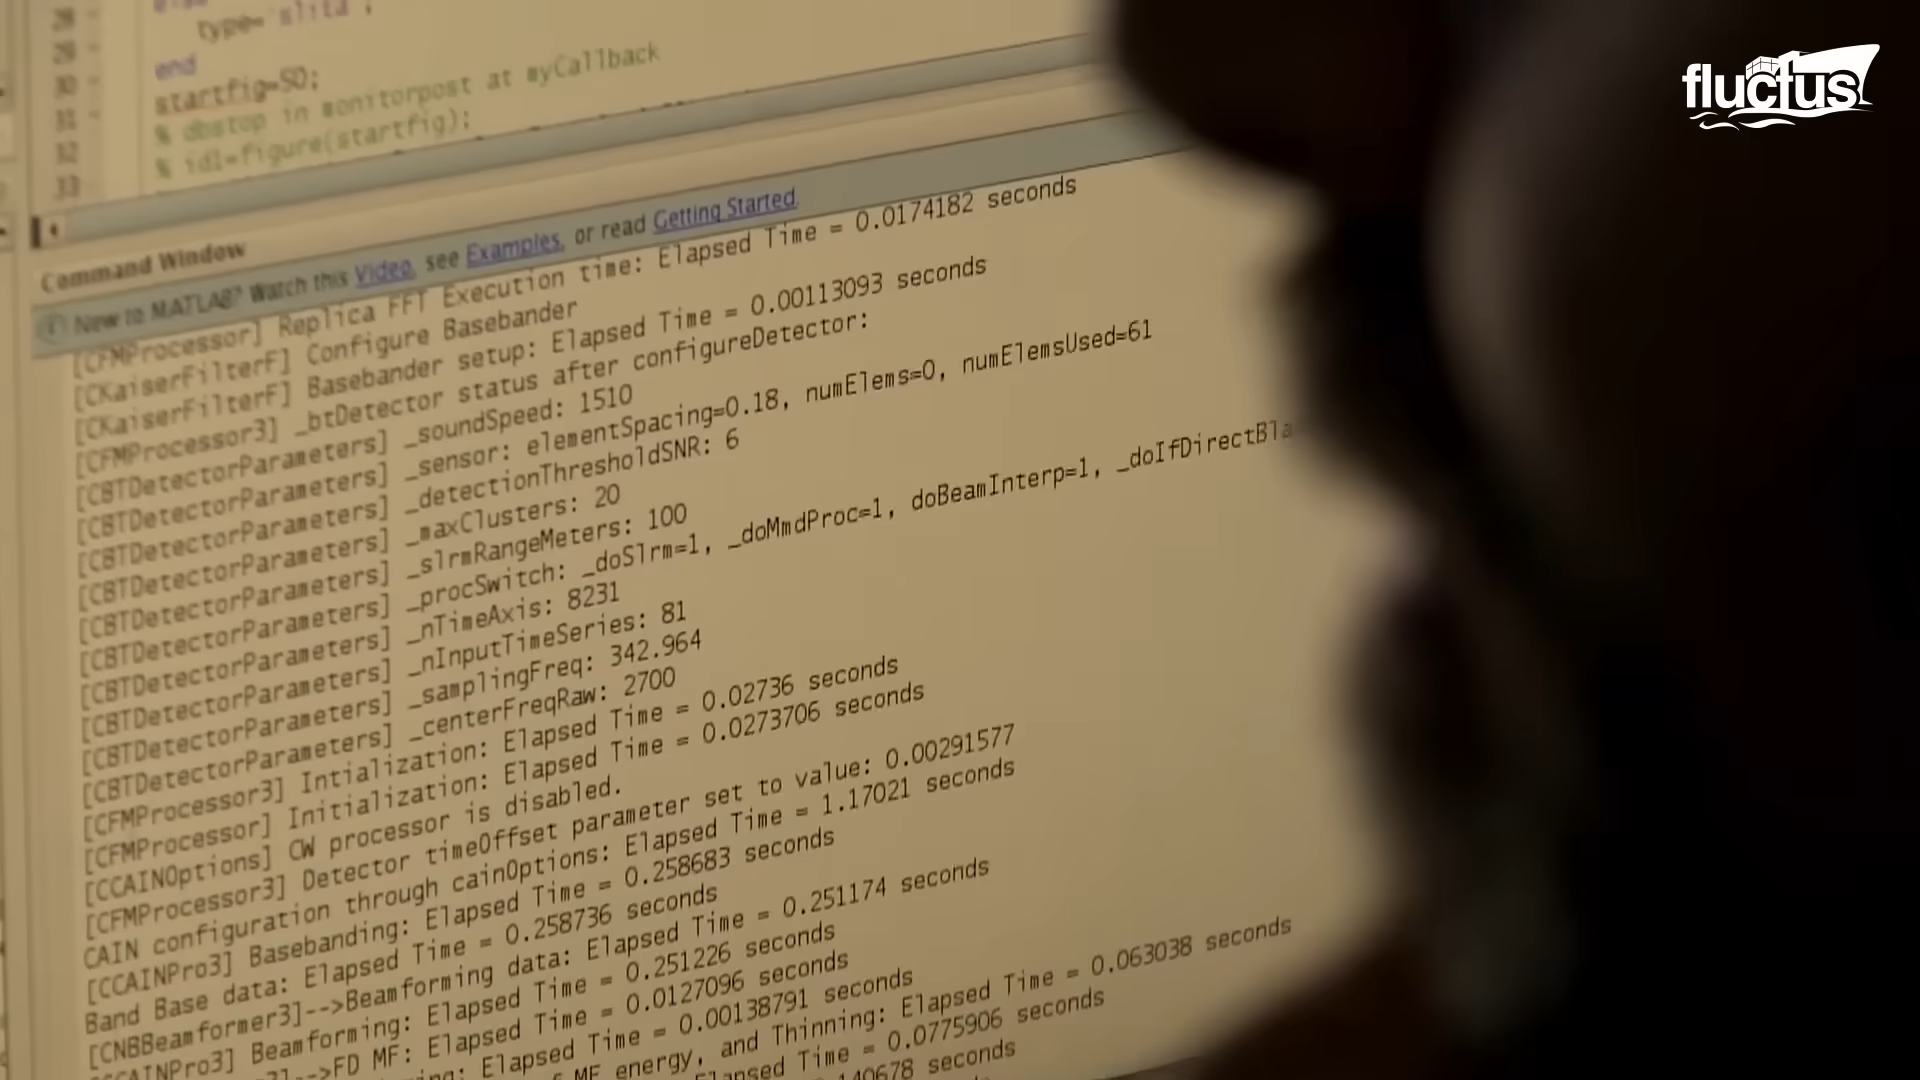 28
29
30
31
32
33
type='slita';
end
startfig=50;
% dbstop in monitorpost at myCallback
% idl=figure(startfig);
fluctus
Command Window
New to MATLAB? Watch this Video, see Examples, or read Getting Started.
[CFMProcessor] Replica FFT Execution time: Elapsed Time = 0.0174182 seconds
[CKaiserFilterF] Configure Basebander
[CKaiserFilterF] Basebander setup: Elapsed Time = 0.00113093 seconds
[CFMProcessor3] _btDetector status after configureDetector:
[CBTDetectorParameters] _soundSpeed: 1510
[CBTDetectorParameters] _sensor: elementSpacing=0.18, numElems=0, numElemsUsed=61
[CBTDetectorParameters] _detectionThresholdSNR: 6
[CBTDetectorParameters] _maxClusters: 20
[CBTDetectorParameters] _slrmRangeMeters: 100
[CBTDetectorParameters] _procSwitch: _doSlrm=1, _doMmdProc=1, doBeamInterp=1, _doIfDirectBla
[CBTDetectorParameters] _nTimeAxis: 8231
[CBTDetectorParameters] _nInputTimeSeries: 81
[CBTDetectorParameters] _samplingFreq: 342.964
[CBTDetectorParameters] _centerFreqRaw: 2700
[CFMProcessor3] Intialization: Elapsed Time = 0.02736 seconds
[CFMProcessor] Initialization: Elapsed Time = 0.0273706 seconds
[CCAINOptions] CW processor is disabled.
[CFMProcessor3] Detector timeOffset parameter set to value: 0.00291577
CAIN configuration through cainOptions: Elapsed Time = 1.17021 seconds
[CCAINPro3] Basebanding: Elapsed Time = 0.258683 seconds
Band Base data: Elapsed Time = 0.258736 seconds
[CNBBeamformer3]-->Beamforming data: Elapsed Time = 0.251174 seconds
[CCAINPro3] Beamforming: Elapsed Time = 0.251226 seconds
-->FD MF: Elapsed Time = 0.0127096 seconds
Elapsed Time = 0.00138791 seconds
MF energy, and Thinning: Elapsed Time = 0.063038 seconds
Elapsed Time = 0.0775906 seconds
140678 seconds